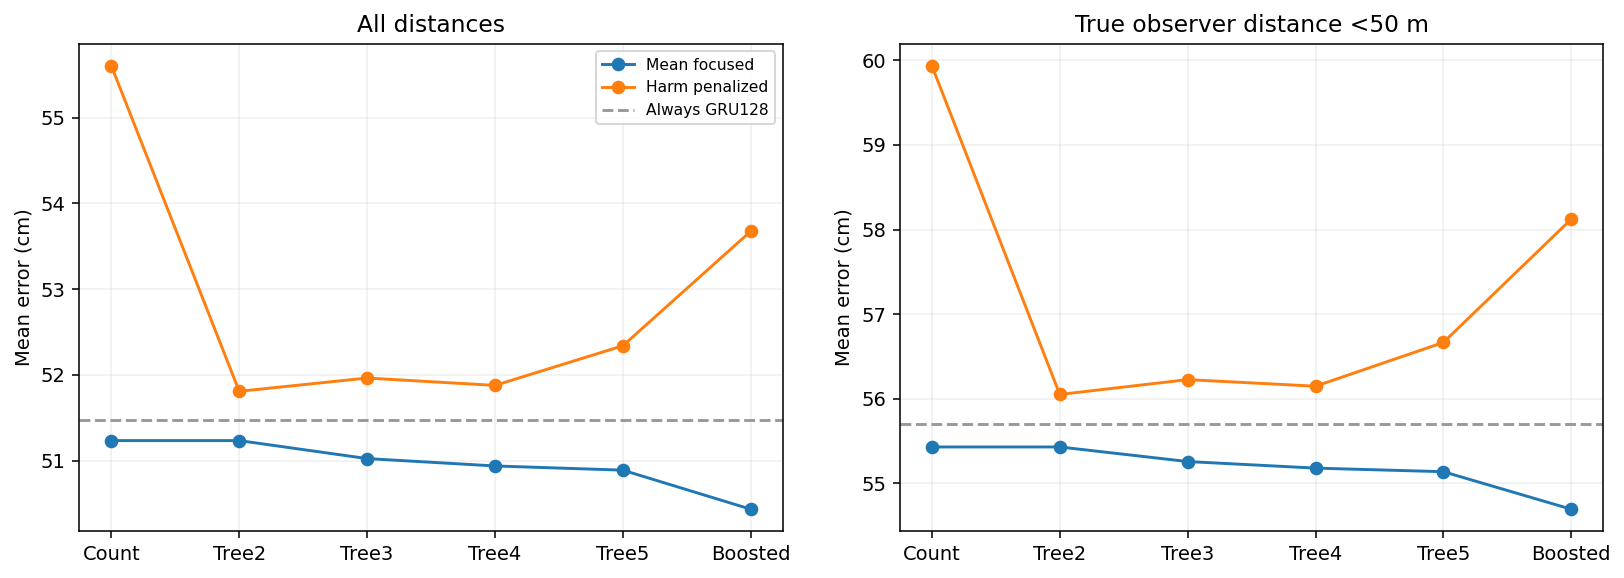 All distances
Mean error (cm)
55
54
53
52
51
Mean focused
Harm penalized
Always GRU128
Count Tree2 Tree3 Tree4 Tree5 Boosted
True observer distance <50 m
Mean error (cm)
60
59
58
57
56
55
Count Tree2 Tree3 Tree4 Tree5 Boosted